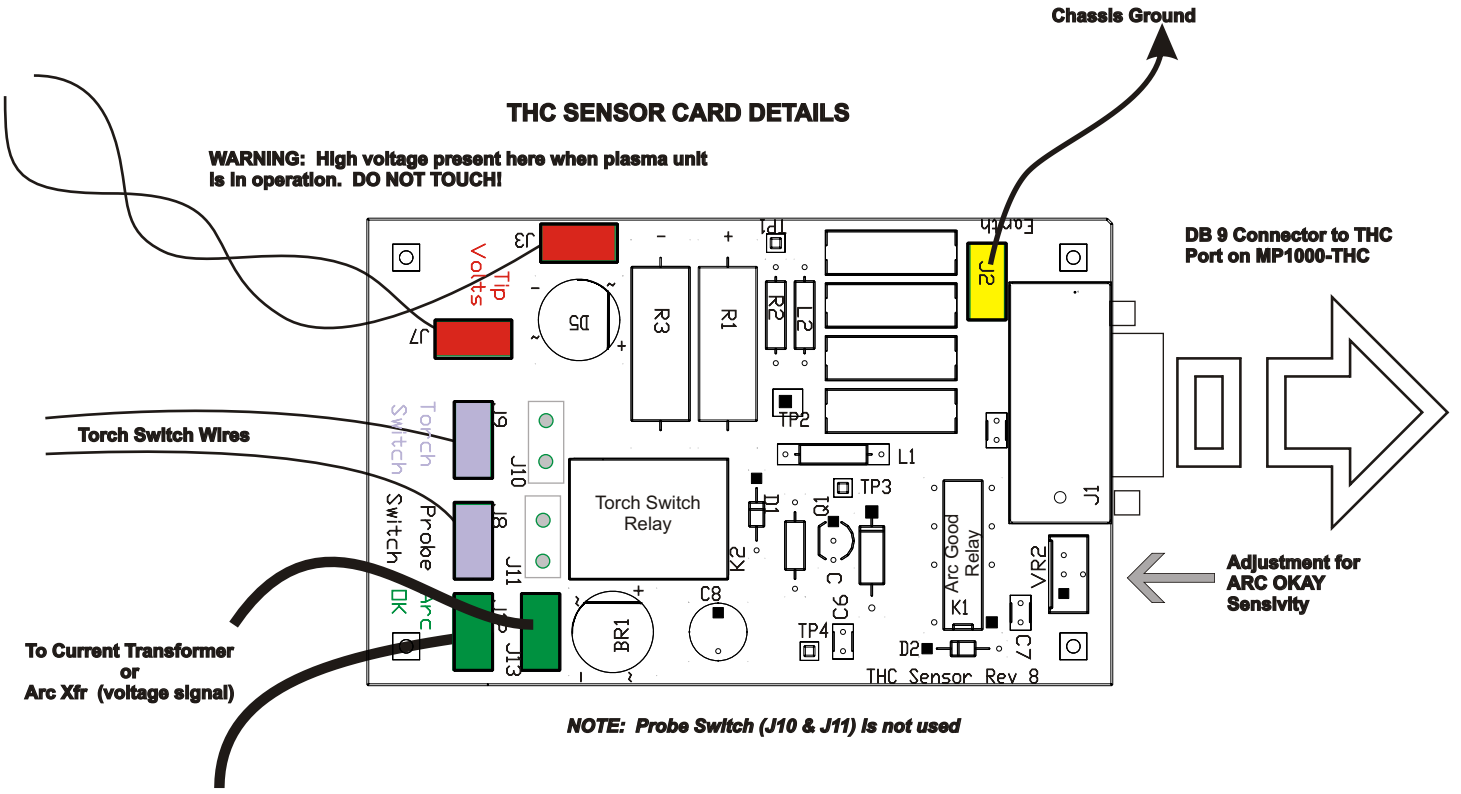 Chassis Ground
THC SENSOR CARD DETAILS
WARNING:  High voltage present here when plasma unit
is in operation.  DO NOT TOUCH!
DB 9 Connector to THC
Port on MP1000-THC
Earth
TP1
J3
-
+
J2
Tip
Volts
J7
-
~
D5
~
+
R3
R1
R2
L2
TP2
Torch Switch Wires
Torch
Switch
J9
J10
L1
J1
Torch Switch
Relay
K2
D1
TP3
Q1
C
Arc Good
Relay
K1
VR2
Probe
Switch
J8
J11
Adjustment for
ARC OKAY
Sensivity
Arc
OK
J13
~
+
BR1
-
~
C8
C9
TP4
D2
C7
THC Sensor Rev 8
To Current Transformer
or
Arc Xfr  (voltage signal)
NOTE:  Probe Switch (J10 & J11) is not used